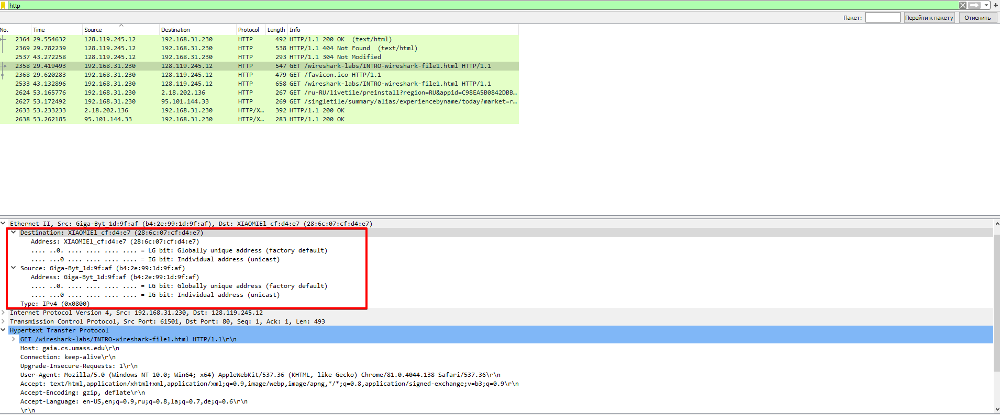 http
Пакет: Перейти к пакету Отменить
No. Time Source Destination Protocol Length Info
2364 29.554632 128.119.245.12 192.168.31.230 HTTP 492 HTTP/1.1 200 OK (text/html)
2369 29.782239 128.119.245.12 192.168.31.230 HTTP 538 HTTP/1.1 404 Not Found (text/html)
2537 43.272258 128.119.245.12 192.168.31.230 HTTP 293 HTTP/1.1 304 Not Modified
2358 29.419493 192.168.31.230 128.119.245.12 HTTP 547 GET /wireshark-labs/INTRO-wireshark-file1.html HTTP/1.1
2368 29.620283 192.168.31.230 128.119.245.12 HTTP 479 GET /favicon.ico HTTP/1.1
2533 43.132896 192.168.31.230 128.119.245.12 HTTP 658 GET /wireshark-labs/INTRO-wireshark-file1.html HTTP/1.1
2624 53.165776 192.168.31.230 2.18.202.136 HTTP 267 GET /ru-RU/livetile/preinstall?region=RU&appid=C98EA5B0842DBB…
2627 53.172492 192.168.31.230 95.101.144.33 HTTP 269 GET /singletile/summary/alias/experiencebyname/today?market=r…
2633 53.233233 2.18.202.136 192.168.31.230 HTTP/X… 392 HTTP/1.1 200 OK
2638 53.262185 95.101.144.33 192.168.31.230 HTTP/X… 283 HTTP/1.1 200 OK
Ethernet II, Src: Giga-Byt_1d:9f:af (b4:2e:99:1d:9f:af), Dst: XIAOMIEl_cf:d4:e7 (28:6c:07:cf:d4:e7)
Destination: XIAOMIEl_cf:d4:e7 (28:6c:07:cf:d4:e7)
Address: XIAOMIEl_cf:d4:e7 (28:6c:07:cf:d4:e7)
.... ..0. .... .... .... .... = LG bit: Globally unique address (factory default)
.... ...0 .... .... .... .... = IG bit: Individual address (unicast)
Source: Giga-Byt_1d:9f:af (b4:2e:99:1d:9f:af)
Address: Giga-Byt_1d:9f:af (b4:2e:99:1d:9f:af)
.... ..0. .... .... .... .... = LG bit: Globally unique address (factory default)
.... ...0 .... .... .... .... = IG bit: Individual address (unicast)
Type: IPv4 (0x0800)
Internet Protocol Version 4, Src: 192.168.31.230, Dst: 128.119.245.12
Transmission Control Protocol, Src Port: 61501, Dst Port: 80, Seq: 1, Ack: 1, Len: 493
Hypertext Transfer Protocol
GET /wireshark-labs/INTRO-wireshark-file1.html HTTP/1.1\r\n
Host: gaia.cs.umass.edu\r\n
Connection: keep-alive\r\n
Upgrade-Insecure-Requests: 1\r\n
User-Agent: Mozilla/5.0 (Windows NT 10.0; Win64; x64) AppleWebKit/537.36 (KHTML, like Gecko) Chrome/81.0.4044.138 Safari/537.36\r\n
Accept: text/html,application/xhtml+xml,application/xml;q=0.9,image/webp,image/apng,*/*;q=0.8,application/signed-exchange;v=b3;q=0.9\r\n
Accept-Encoding: gzip, deflate\r\n
Accept-Language: en-US,en;q=0.9,ru;q=0.8,la;q=0.7,de;q=0.6\r\n
\r\n